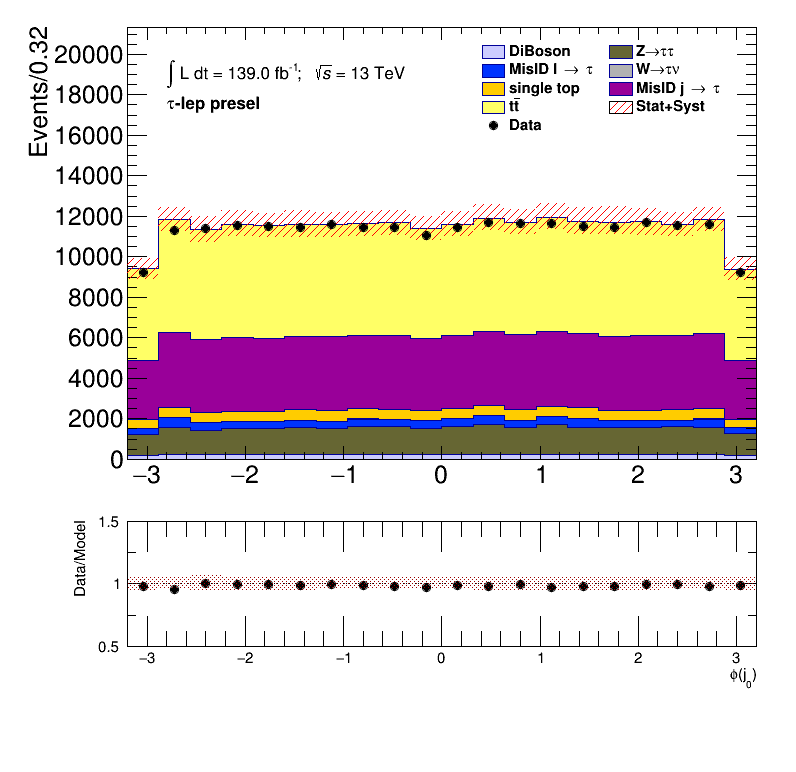 Events/0.32
20000
18000
16000
14000
12000
10000
8000
6000
4000
2000
0
∫ L dt = 139.0 fb⁻¹; √s = 13 TeV
τ-lep presel
DiBoson
MisID l → τ
single top
tt̄
Data
Z→ττ
W→τν
MisID j → τ
Stat+Syst
−3 −2 −1 0 1 2 3
Data/Model
1.5
1
0.5
−3 −2 −1 0 1 2 3
ϕ(j₀)